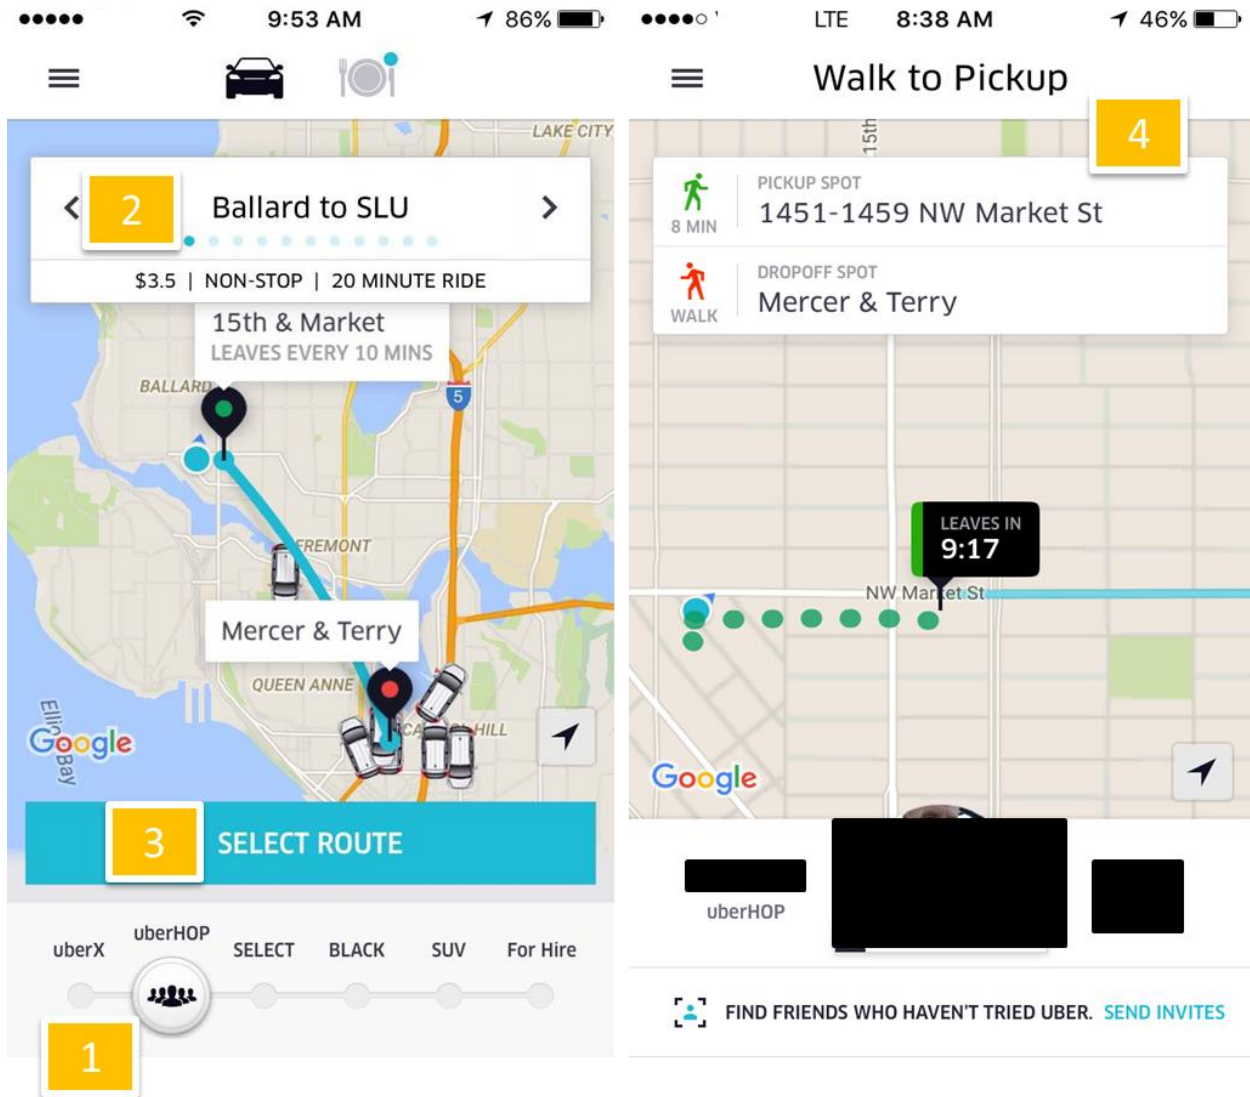 9:53 AM
86%
LAKE CITY
2
Ballard to SLU
$3.5 | NON-STOP | 20 MINUTE RIDE
15th & Market
LEAVES EVERY 10 MINS
BALLARD
5
FREMONT
Mercer & Terry
QUEEN ANNE
HILL
Elliott Bay
Google
3
SELECT ROUTE
uberX
uberHOP
SELECT
BLACK
SUV
For Hire
1
LTE
8:38 AM
46%
Walk to Pickup
15th
4
PICKUP SPOT
8 MIN
1451-1459 NW Market St
DROPOFF SPOT
WALK
Mercer & Terry
LEAVES IN
9:17
NW Market St
Google
uberHOP
FIND FRIENDS WHO HAVEN'T TRIED UBER. SEND INVITES